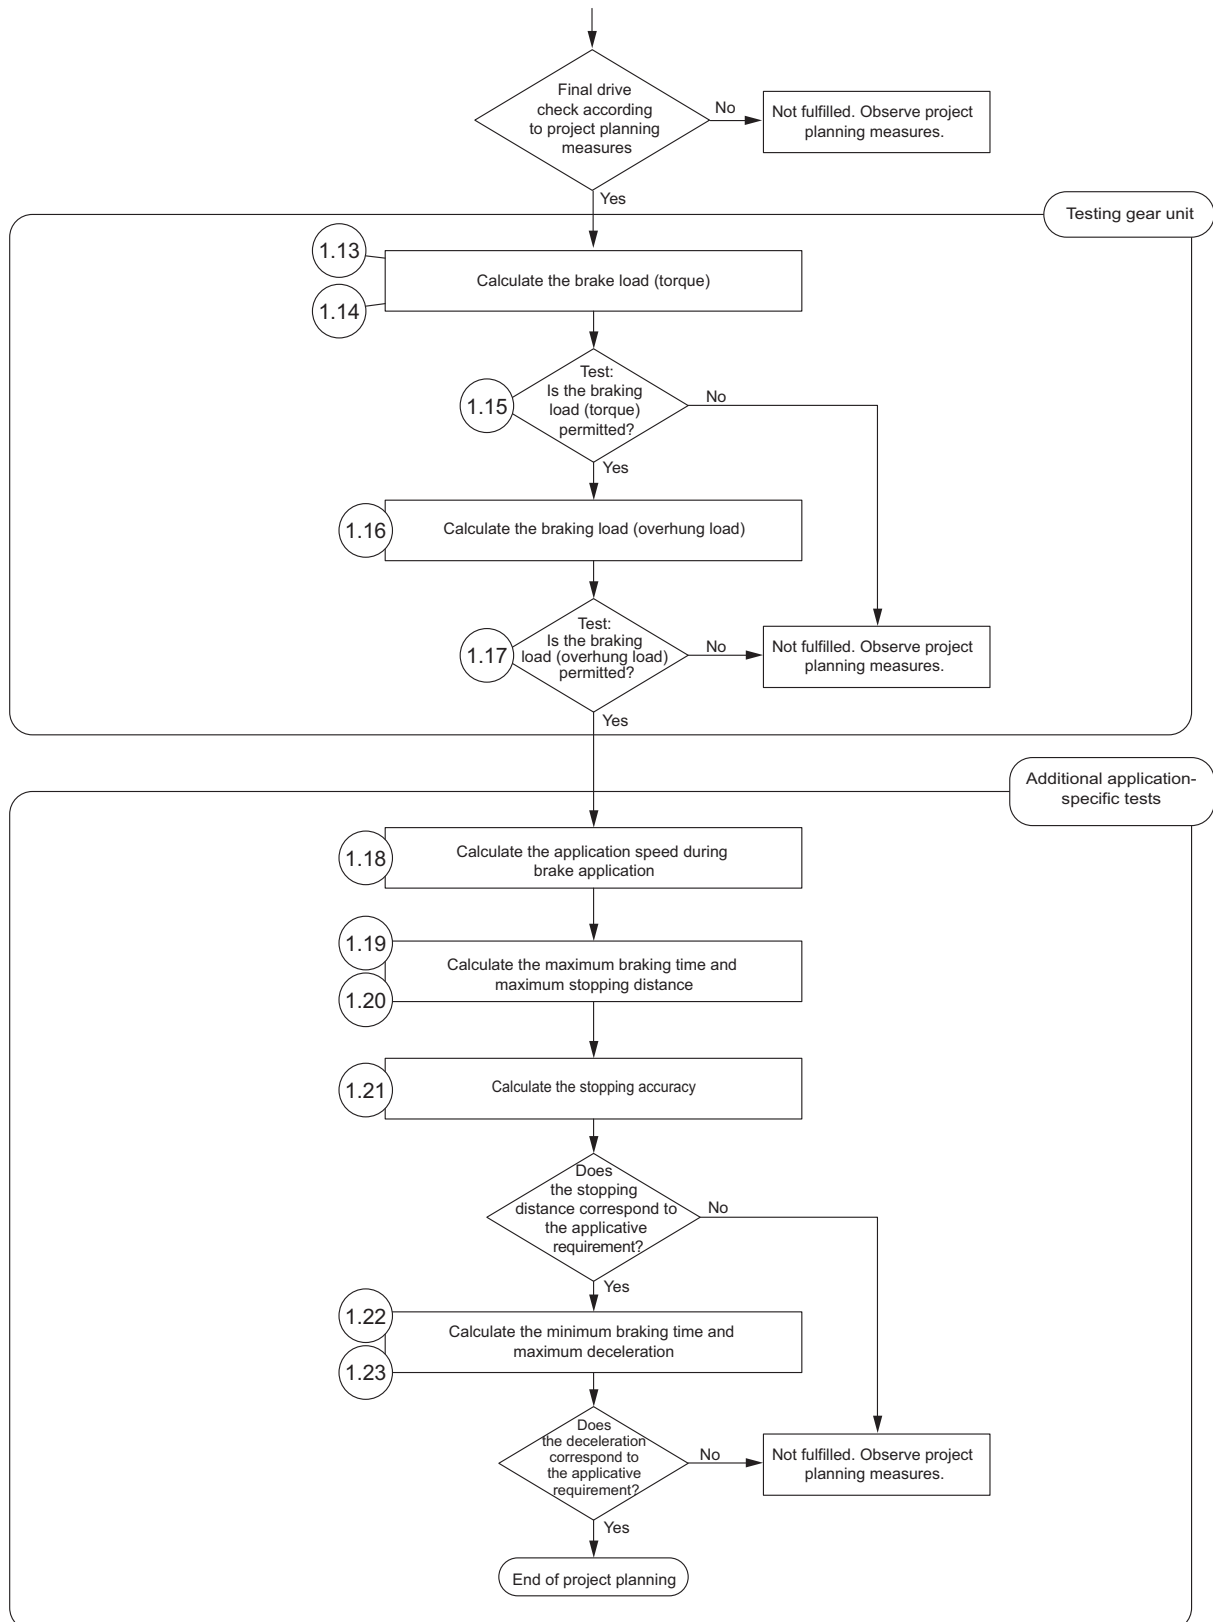 Final drive
check according
to project planning
measures
No
Not fulfilled. Observe project
planning measures.
Yes
Testing gear unit
1.13
Calculate the brake load (torque)
1.14
Test:
Is the braking
load (torque)
permitted?
No
1.15
Yes
1.16
Calculate the braking load (overhung load)
Test:
Is the braking
load (overhung load)
permitted?
No
1.17
Not fulfilled. Observe project
planning measures.
Yes
Additional application-
specific tests
1.18
Calculate the application speed during
brake application
1.19
Calculate the maximum braking time and
maximum stopping distance
1.20
1.21
Calculate the stopping accuracy
Does
the stopping
distance correspond to
the applicative
requirement?
No
Yes
1.22
Calculate the minimum braking time and
maximum deceleration
1.23
Does
the deceleration
correspond to
the applicative
requirement?
No
Not fulfilled. Observe project
planning measures.
Yes
End of project planning